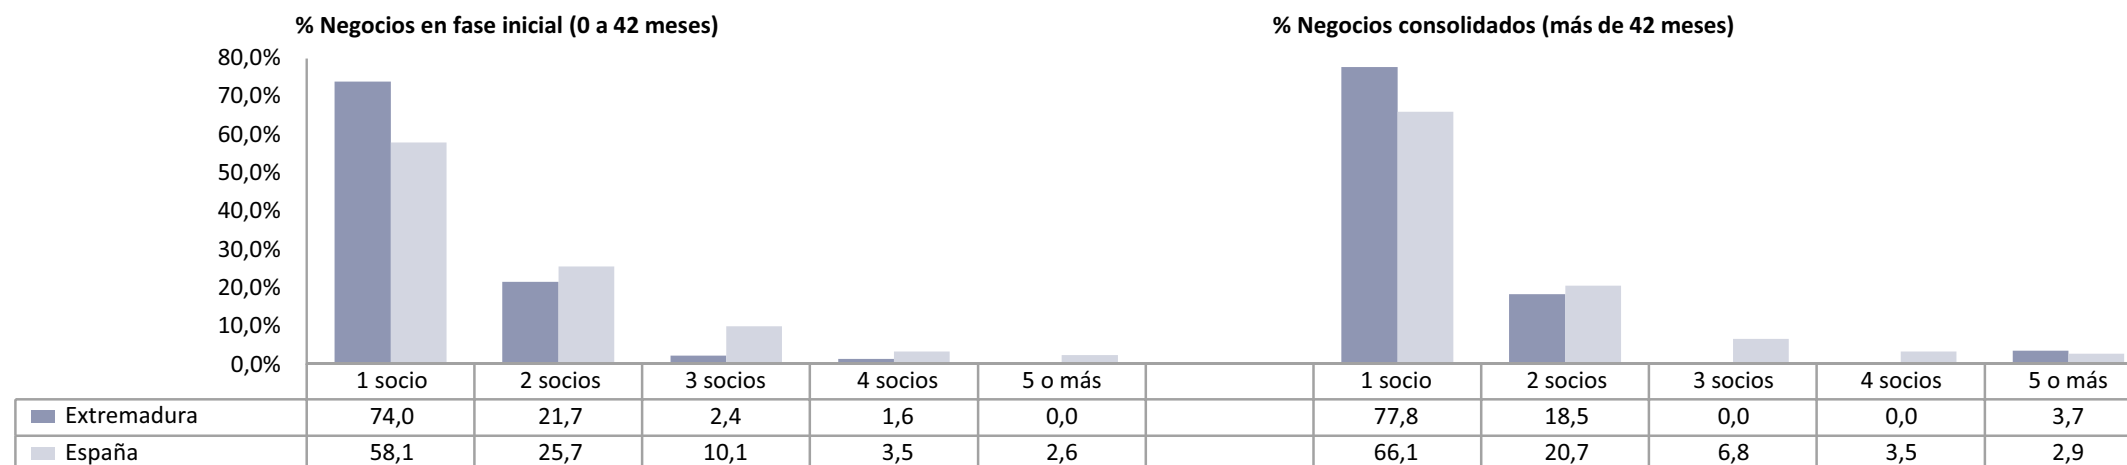 % Negocios en fase inicial (0 a 42 meses) % Negocios consolidados (más de 42 meses)
80,0%
70,0%
60,0%
50,0%
40,0%
30,0%
20,0%
10,0%
0,0%
1 socio 2 socios 3 socios 4 socios 5 o más 1 socio 2 socios 3 socios 4 socios 5 o más
Extremadura 74,0 21,7 2,4 1,6 0,0 77,8 18,5 0,0 0,0 3,7
España 58,1 25,7 10,1 3,5 2,6 66,1 20,7 6,8 3,5 2,9